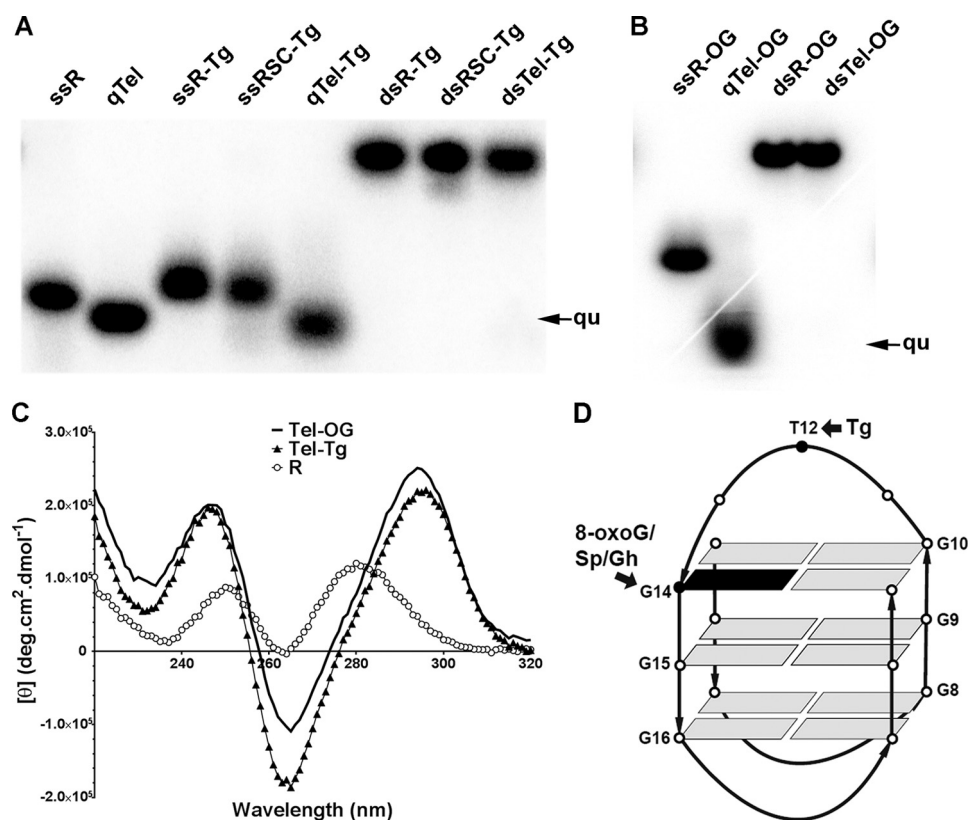 A
ssR qTel ssR-Tg ssRSC-Tg qTel-Tg dsR-Tg dsRSC-Tg dsTel-Tg
qu
B
ssR-OG qTel-OG dsR-OG dsTel-OG
qu
C
Tel-OG
Tel-Tg
R
[θ] (deg.cm².dmol⁻¹)
3.0×10⁵
2.0×10⁵
1.0×10⁵
0
-1.0×10⁵
-2.0×10⁵
240 260 280 300 320
Wavelength (nm)
D
T12 Tg
8-oxoG/
Sp/Gh
G10
G14
G9
G15
G8
G16